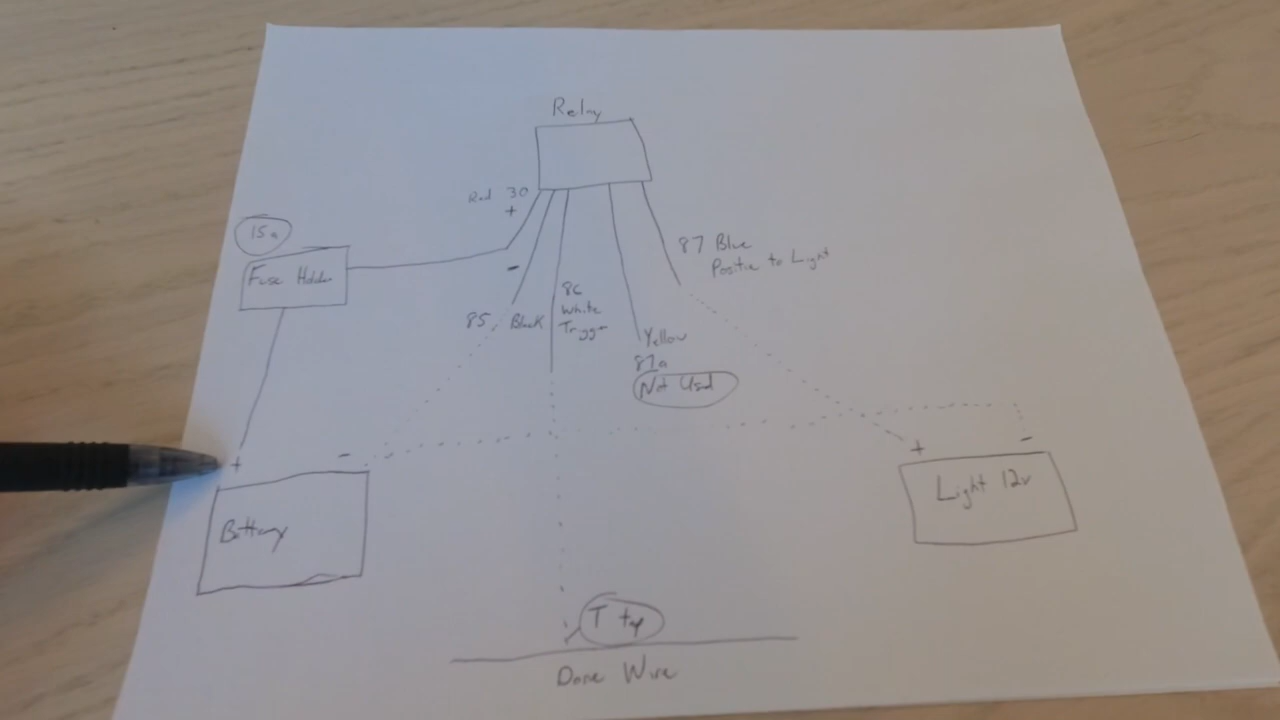 Relay
Red 30
+
15a
Fuse Holder
-
87 Blue
Positie to Light
86
White
Trigger
85, Black
Yellow
87a
Not Used
+
-
Battery
+
-
Light 12v
T tap
Dome Wire